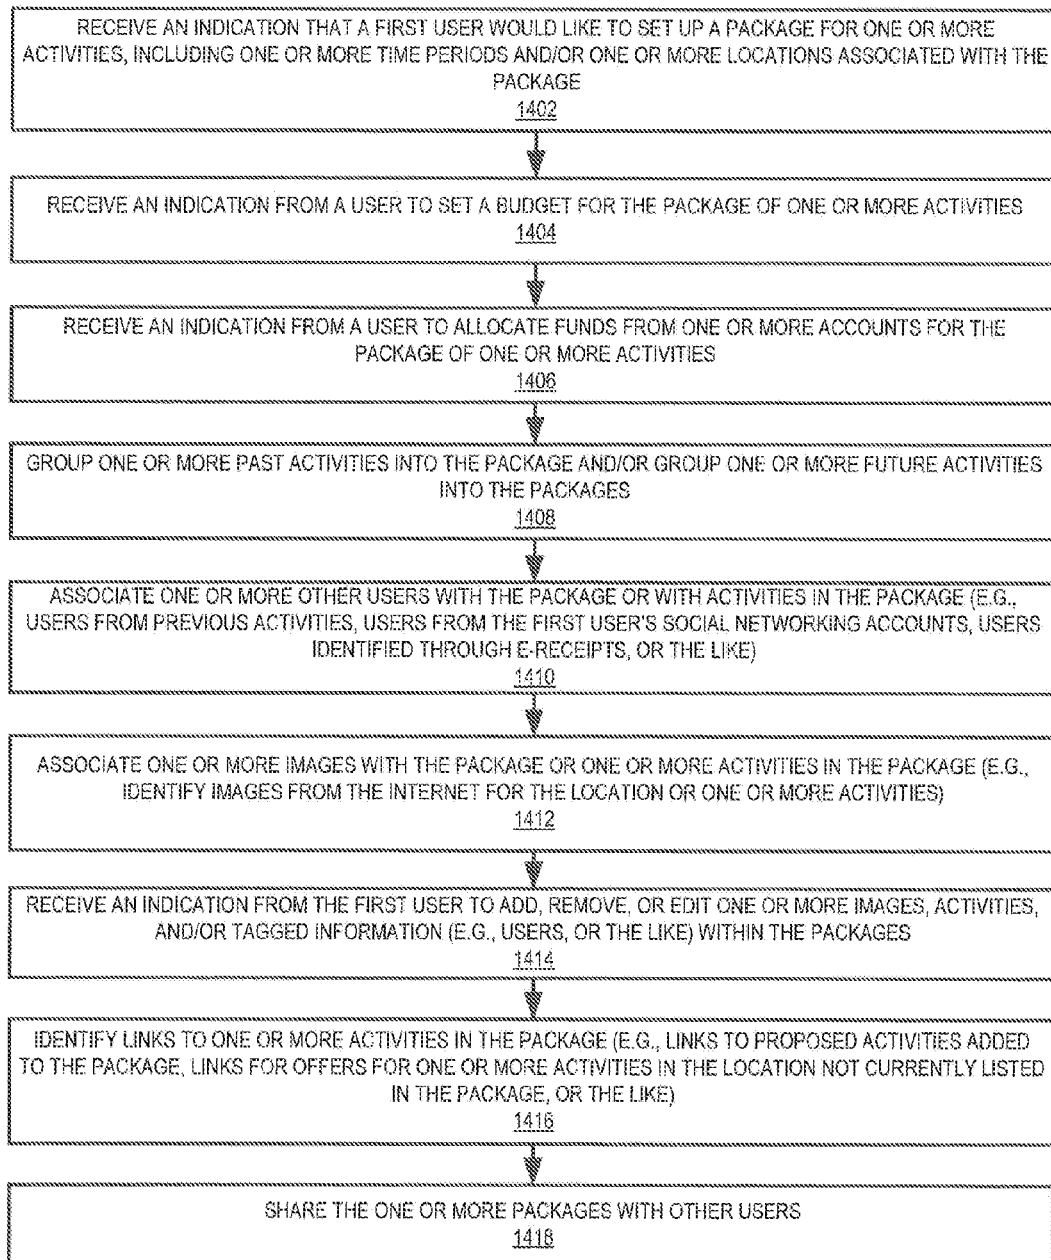 RECEIVE AN INDICATION THAT A FIRST USER WOULD LIKE TO SET UP A PACKAGE FOR ONE OR MORE
ACTIVITIES, INCLUDING ONE OR MORE TIME PERIODS AND/OR ONE OR MORE LOCATIONS ASSOCIATED WITH THE
PACKAGE
1402
RECEIVE AN INDICATION FROM A USER TO SET A BUDGET FOR THE PACKAGE OF ONE OR MORE ACTIVITIES
1404
RECEIVE AN INDICATION FROM A USER TO ALLOCATE FUNDS FROM ONE OR MORE ACCOUNTS FOR THE
PACKAGE OF ONE OR MORE ACTIVITIES
1406
GROUP ONE OR MORE PAST ACTIVITIES INTO THE PACKAGE AND/OR GROUP ONE OR MORE FUTURE ACTIVITIES
INTO THE PACKAGES
1408
ASSOCIATE ONE OR MORE OTHER USERS WITH THE PACKAGE OR WITH ACTIVITIES IN THE PACKAGE (E.G.,
USERS FROM PREVIOUS ACTIVITIES, USERS FROM THE FIRST USER'S SOCIAL NETWORKING ACCOUNTS, USERS
IDENTIFIED THROUGH E-RECEIPTS, OR THE LIKE)
1410
ASSOCIATE ONE OR MORE IMAGES WITH THE PACKAGE OR ONE OR MORE ACTIVITIES IN THE PACKAGE (E.G.,
IDENTIFY IMAGES FROM THE INTERNET FOR THE LOCATION OR ONE OR MORE ACTIVITIES)
1412
RECEIVE AN INDICATION FROM THE FIRST USER TO ADD, REMOVE, OR EDIT ONE OR MORE IMAGES, ACTIVITIES,
AND/OR TAGGED INFORMATION (E.G., USERS, OR THE LIKE) WITHIN THE PACKAGES
1414
IDENTIFY LINKS TO ONE OR MORE ACTIVITIES IN THE PACKAGE (E.G., LINKS TO PROPOSED ACTIVITIES ADDED
TO THE PACKAGE, LINKS FOR OFFERS FOR ONE OR MORE ACTIVITIES IN THE LOCATION NOT CURRENTLY LISTED
IN THE PACKAGE, OR THE LIKE)
1416
SHARE THE ONE OR MORE PACKAGES WITH OTHER USERS
1418